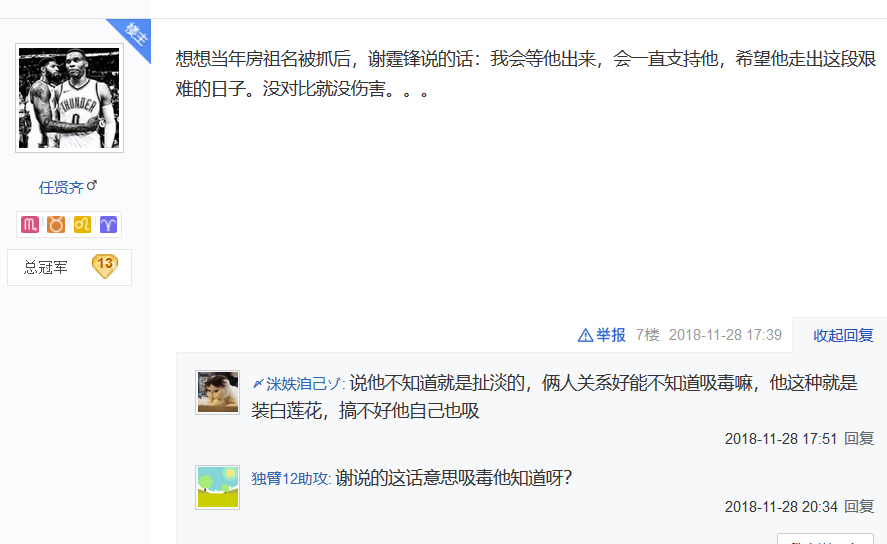 楼主
想想当年房祖名被抓后，谢霆锋说的话：我会等他出来，会一直支持他，希望他走出这段艰
难的日子。没对比就没伤害。。。
THUNDER
0
任贤齐♂
总冠军 13
举报 7楼 2018-11-28 17:39 收起回复
洣妷洎己ゾ: 说他不知道就是扯淡的，俩人关系好能不知道吸毒嘛，他这种就是
装白莲花，搞不好他自己也吸
2018-11-28 17:51 回复
独臂12助攻: 谢说的这话意思吸毒他知道呀？
2018-11-28 20:34 回复